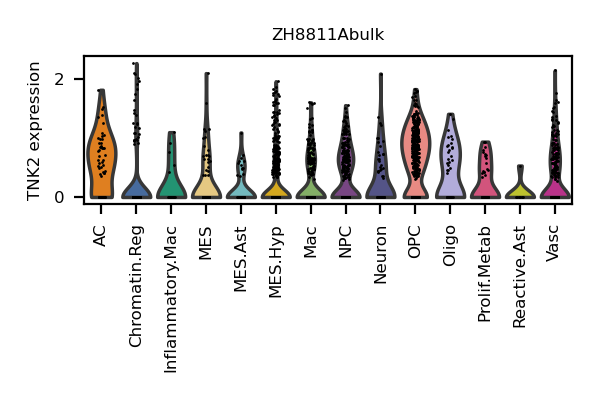 ZH8811Abulk
TNK2 expression
2
0
AC
Chromatin.Reg
Inflammatory.Mac
MES
MES.Ast
MES.Hyp
Mac
NPC
Neuron
OPC
Oligo
Prolif.Metab
Reactive.Ast
Vasc